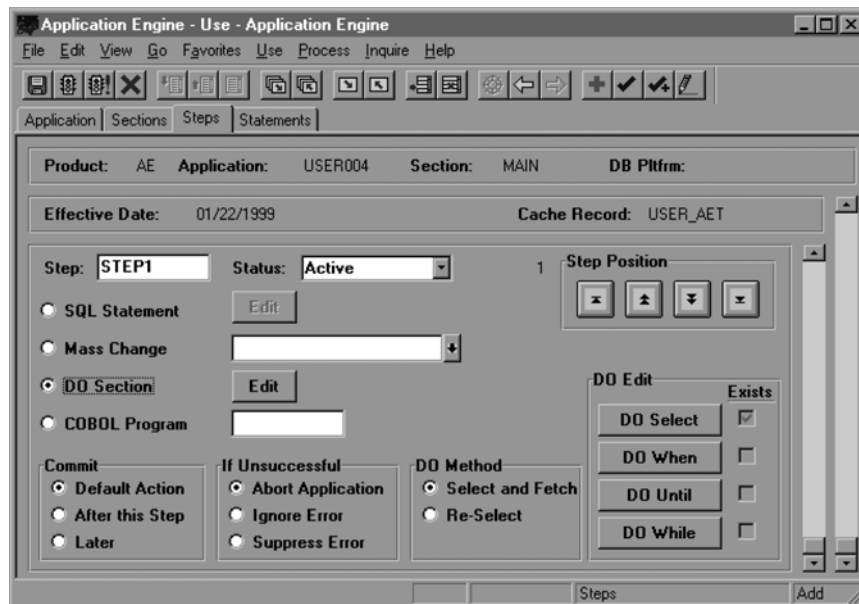 Application Engine - Use - Application Engine
File Edit View Go Favorites Use Process Inquire Help
Application Sections Steps Statements
Product: AE Application: USER004 Section: MAIN DB Pltfrm:
Effective Date: 01/22/1999 Cache Record: USER_AET
Step: STEP1 Status: Active 1 Step Position
SQL Statement Edit
Mass Change
DO Section Edit
COBOL Program
DO Edit Exists
DO Select
DO When
DO Until
DO While
Commit
Default Action
After this Step
Later
If Unsuccessful
Abort Application
Ignore Error
Suppress Error
DO Method
Select and Fetch
Re-Select
Steps Add